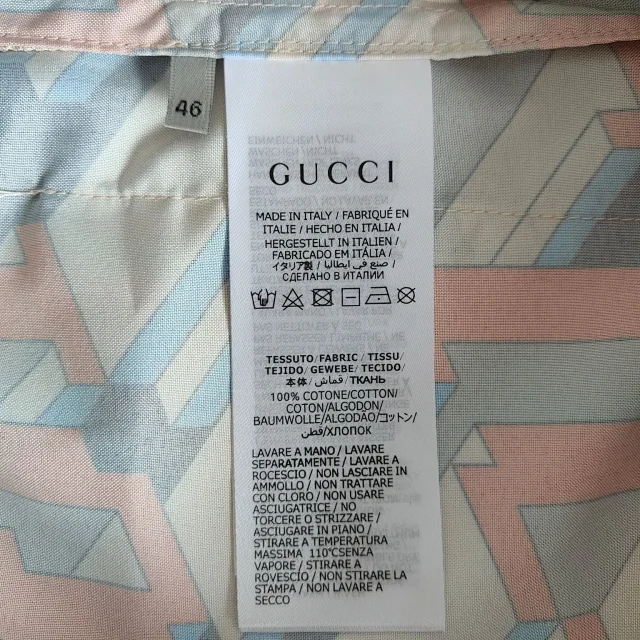 46
GUCCI
MADE IN ITALY / FABRIQUÉ EN
ITALIE / HECHO EN ITALIA /
HERGESTELLT IN ITALIEN /
FABRICADO EM ITÁLIA /
イタリア製 / صنع في ايطاليا /
СДЕЛАНО В ИТАЛИИ
TESSUTO/FABRIC / TISSU/
TEJIDO/ GEWEBE/ TECIDO/
本体/ قماش/ ТКАНЬ
100% COTONE/COTTON/
COTON/ALGODON/
BAUMWOLLE/ALGODÃO/コットン/
قطن/ХЛОПОК
LAVARE A MANO / LAVARE
SEPARATAMENTE / LAVARE A
ROCESCIO / NON LASCIARE IN
AMMOLLO / NON TRATTARE
CON CLORO / NON USARE
ASCIUGATRICE / NO
TORCERE O STRIZZARE /
ASCIUGARE IN PIANO /
STIRARE A TEMPERATURA
MASSIMA 110°CSENZA
VAPORE / STIRARE A
ROVESCIO / NON STIRARE LA
STAMPA / NON LAVARE A
SECCO